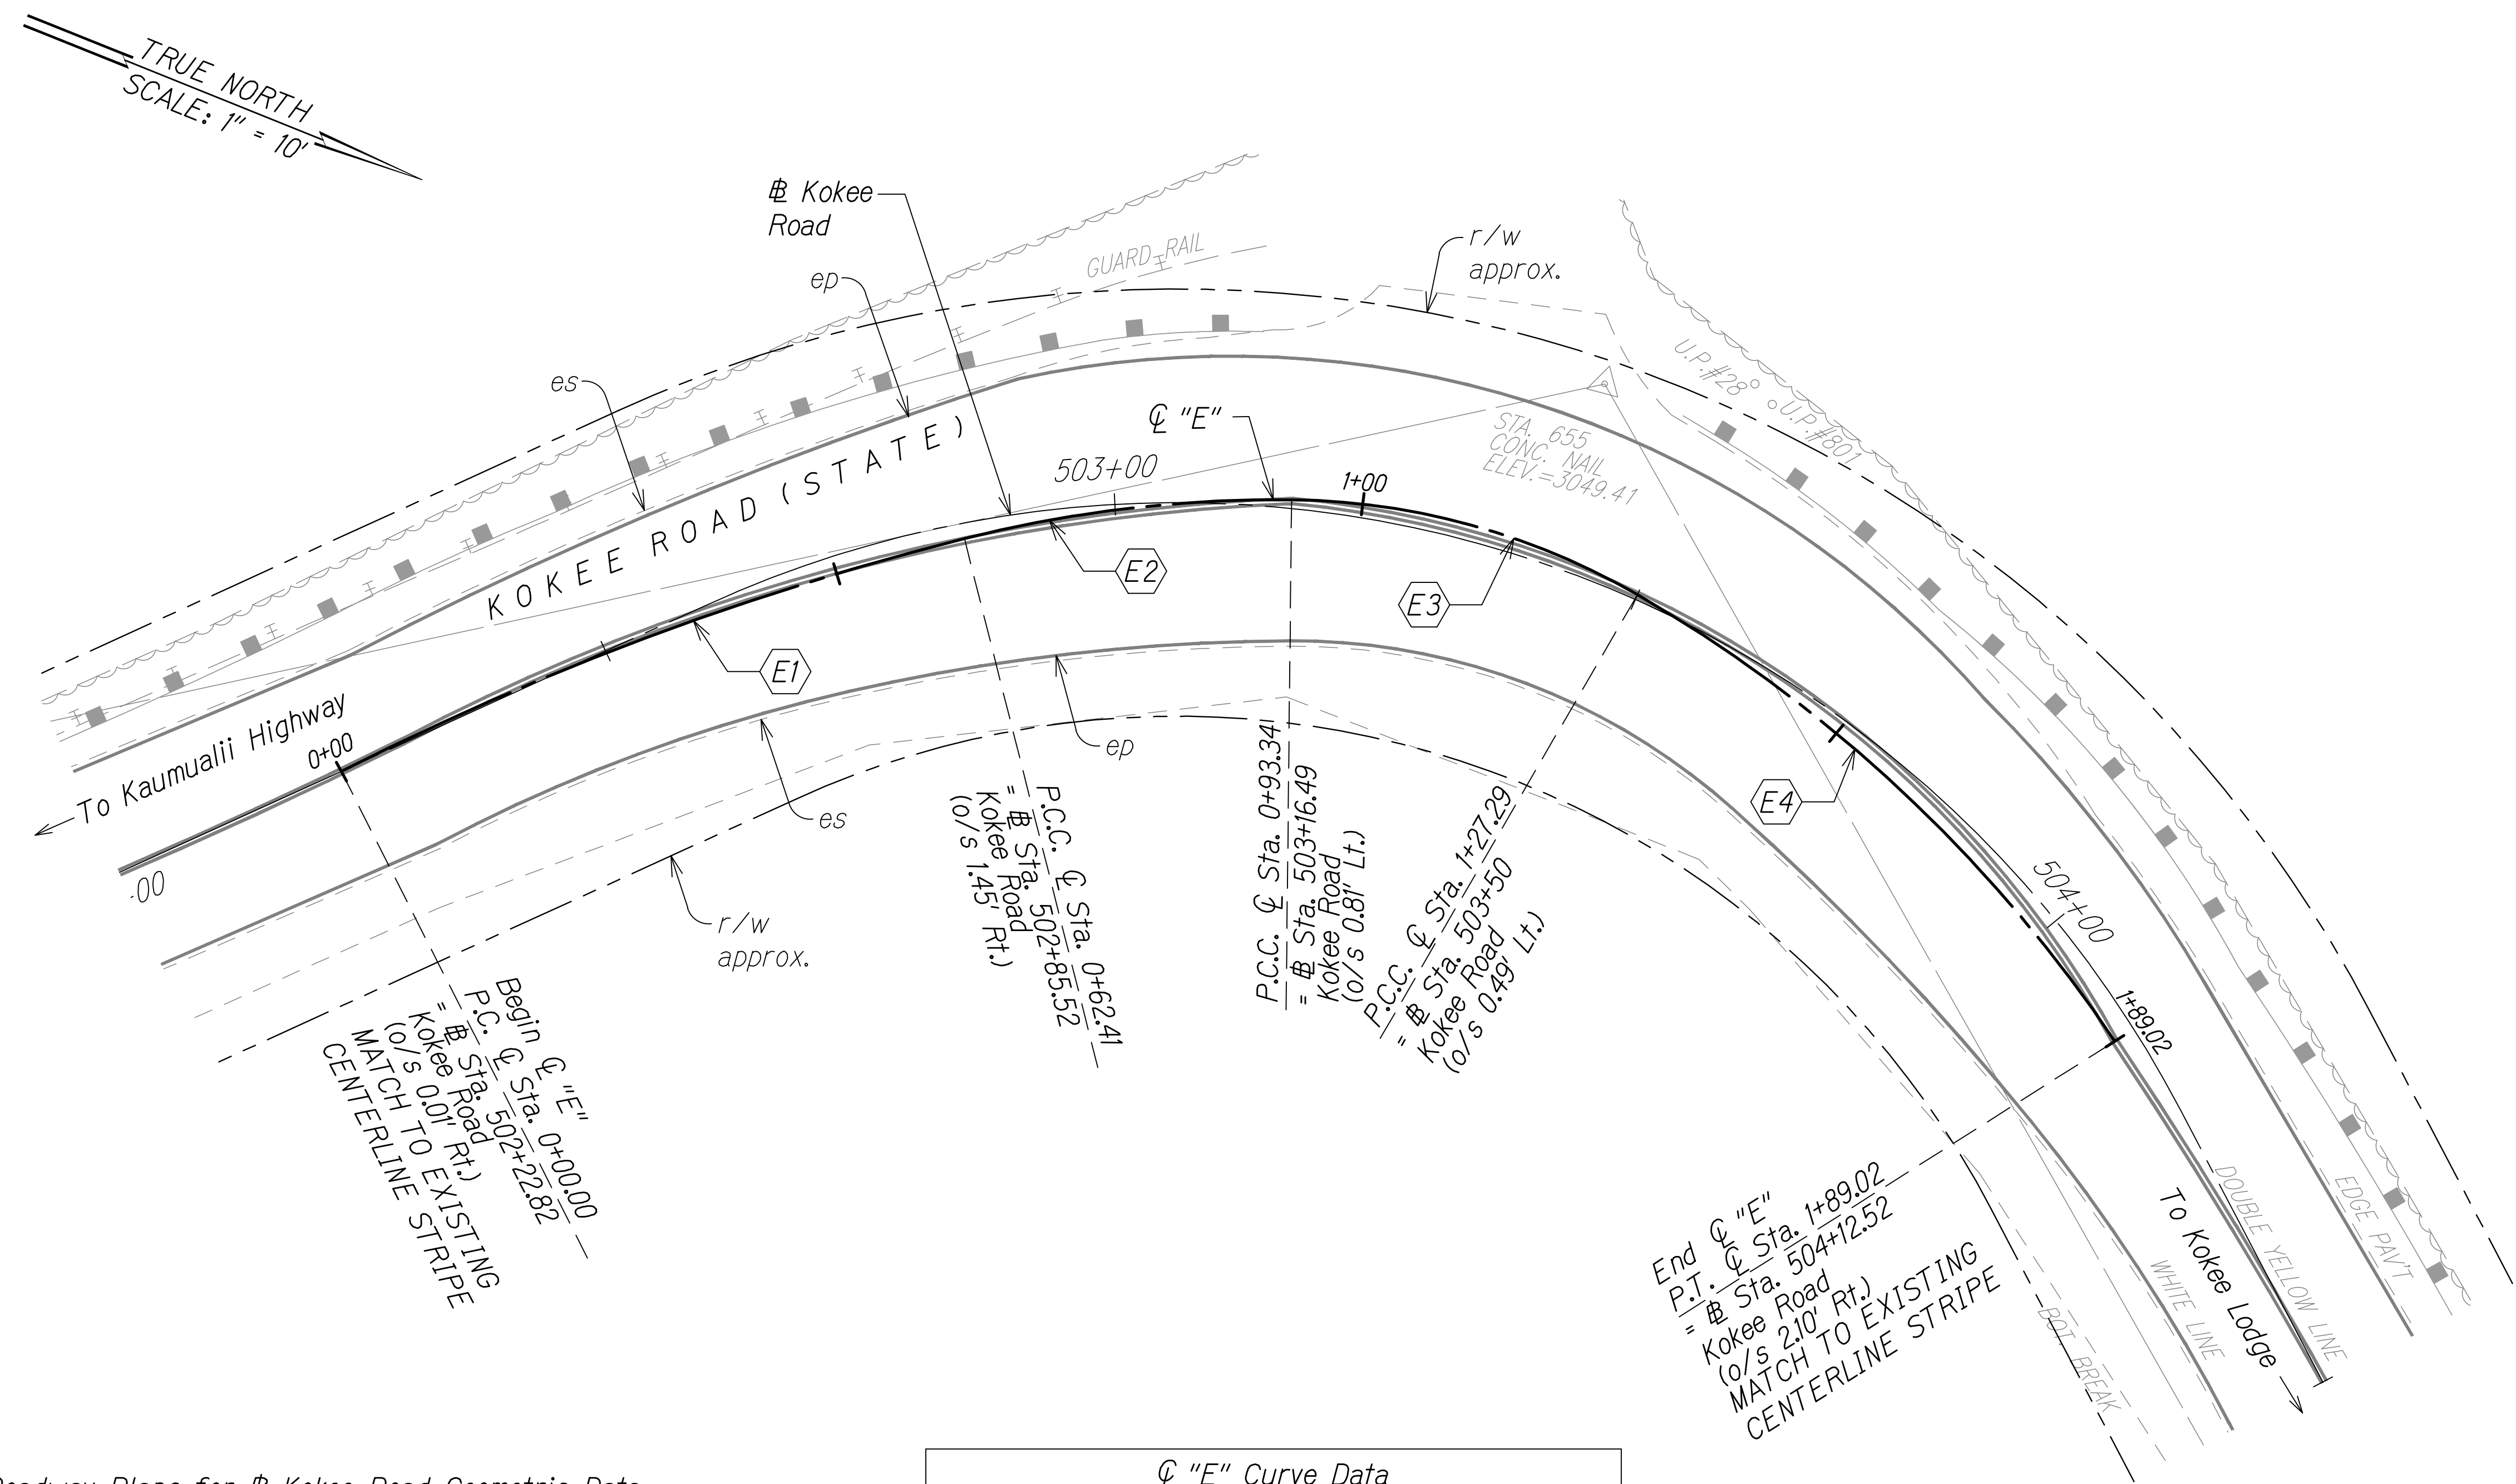 TRUE NORTH
SCALE: 1" = 10'
℄ "E"
B̶L Kokee
Road
GUARD RAIL
r/w
approx.
ep
es
U.P.#28
U.P.#801
503+00
1+00
STA. 655
CONC. NAIL
ELEV.=3049.41
KOKEE ROAD (STATE)
E2
E3
E1
E4
To Kaumualii Highway
0+00
-00
ep
es
r/w
approx.
504+00
1+89.02
Begin ℄ "E"
P.C. ℄ Sta. 0+00.00
= B̶L Sta. 502+22.82
Kokee Road
(o/s 0.01' Rt.)
MATCH TO EXISTING
CENTERLINE STRIPE
P.C.C. ℄ Sta. 0+62.41
= B̶L Sta. 502+85.52
Kokee Road
(o/s 1.45' Rt.)
P.C.C. ℄ Sta. 0+93.34
= B̶L Sta. 503+16.49
Kokee Road
(o/s 0.81' Lt.)
P.C.C. ℄ Sta. 1+27.29
= B̶L Sta. 503+50
Kokee Road
(o/s 0.49' Lt.)
End ℄ "E"
P.T. ℄ Sta. 1+89.02
= B̶L Sta. 504+12.52
Kokee Road
(o/s 2.10' Rt.)
MATCH TO EXISTING
CENTERLINE STRIPE
To Kokee Lodge
DOUBLE YELLOW LINE
EDGE PAV'T
WHITE LINE
BOT BREAK
Plans for B̶L Kokee Road Geometric Data
℄ "E" Curve Data